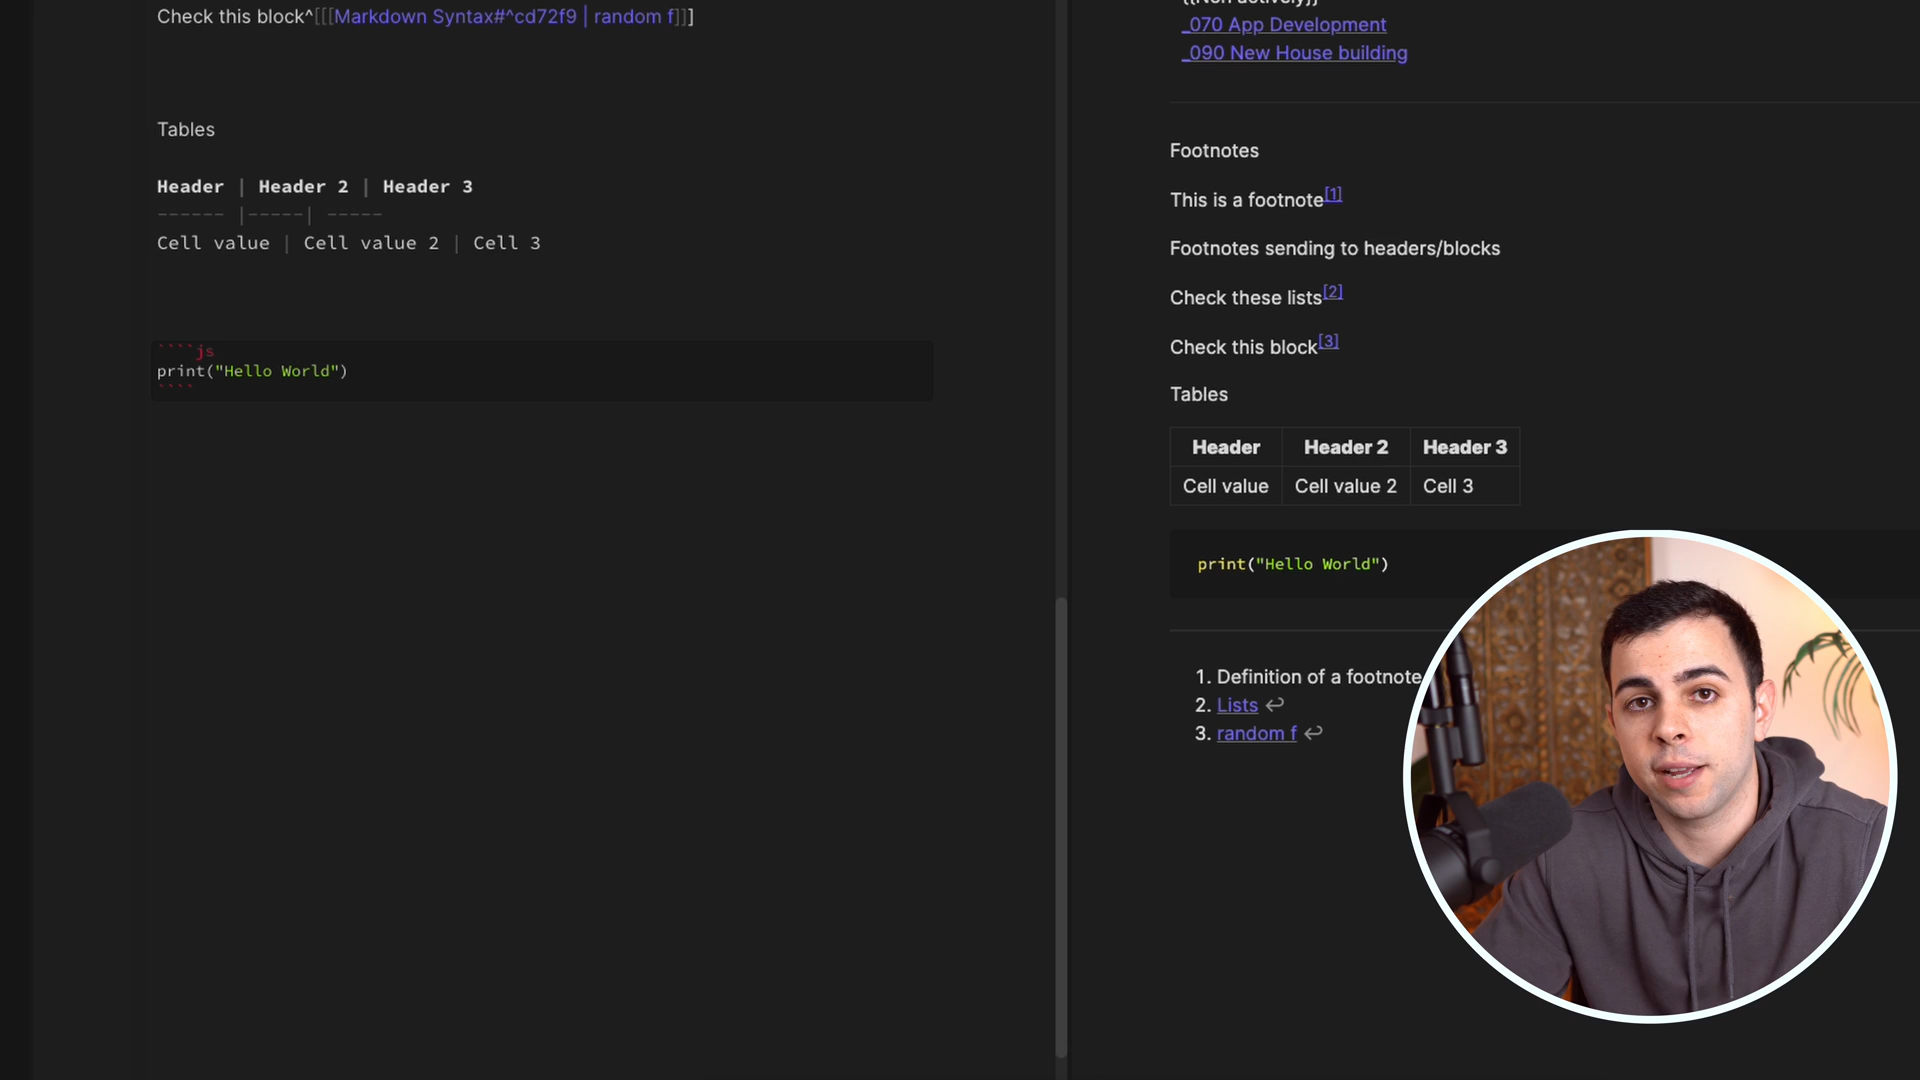 Check this block^[[[Markdown Syntax#^cd72f9 | random f]]]
Tables
Header | Header 2 | Header 3
------ |-----| -----
Cell value | Cell value 2 | Cell 3
````js
print("Hello World")
````
_070 App Development
_090 New House building
Footnotes
This is a footnote[1]
Footnotes sending to headers/blocks
Check these lists[2]
Check this block[3]
Tables
Header Header 2 Header 3
Cell value Cell value 2 Cell 3
print("Hello World")
1. Definition of a footnote
2. Lists ↩
3. random f ↩